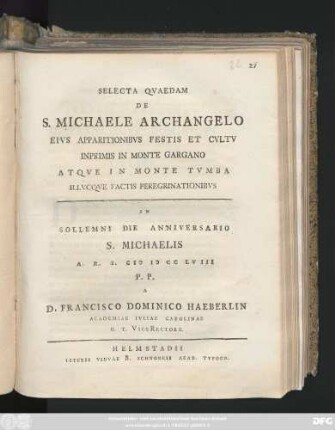 21
SELECTA QVAEDAM
DE
S. MICHAELE ARCHANGELO
EIVS APPARITIONIBVS FESTIS ET CVLTV
INPRIMIS IN MONTE GARGANO
ATQVE IN MONTE TVMBA
ILLVCQVE FACTIS PEREGRINATIONIBVS
IN
SOLLEMNI DIE ANNIVERSARIO
S. MICHAELIS
A. R. S. CIƆ IƆ CC LVIII
P. P.
A
D. FRANCISCO DOMINICO HAEBERLIN
ACADEMIAE IVLIAE CAROLINAE
H. T. VICERECTORE.
HELMSTADII
LITERIS VIDVAE B. SCHNORRII ACAD. TYPOGR.